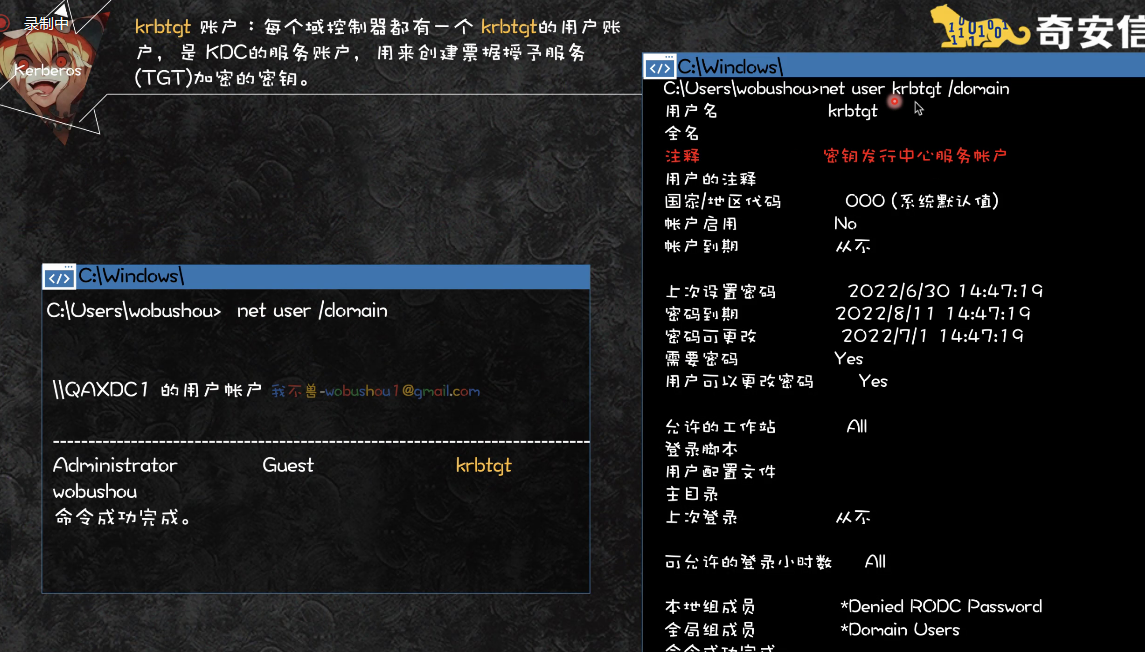 录制中
Kerberos
krbtgt 账户：每个域控制器都有一个 krbtgt的用户账
户，是 KDC的服务账户，用来创建票据授予服务
(TGT)加密的密钥。
奇安信
C:\Windows\
C:\Users\wobushou> net user /domain
\\QAXDC1 的用户帐户 我不兽-wobushou1@gmail.com
-------------------------------------------------------------------------------
Administrator Guest krbtgt
wobushou
命令成功完成。
C:\Windows\
C:\Users\wobushou>net user krbtgt /domain
用户名 krbtgt
全名
注释 密钥发行中心服务帐户
用户的注释
国家/地区代码 000 (系统默认值)
帐户启用 No
帐户到期 从不
上次设置密码 2022/6/30 14:47:19
密码到期 2022/8/11 14:47:19
密码可更改 2022/7/1 14:47:19
需要密码 Yes
用户可以更改密码 Yes
允许的工作站 All
登录脚本
用户配置文件
主目录
上次登录 从不
可允许的登录小时数 All
本地组成员 *Denied RODC Password
全局组成员 *Domain Users
命令成功完成